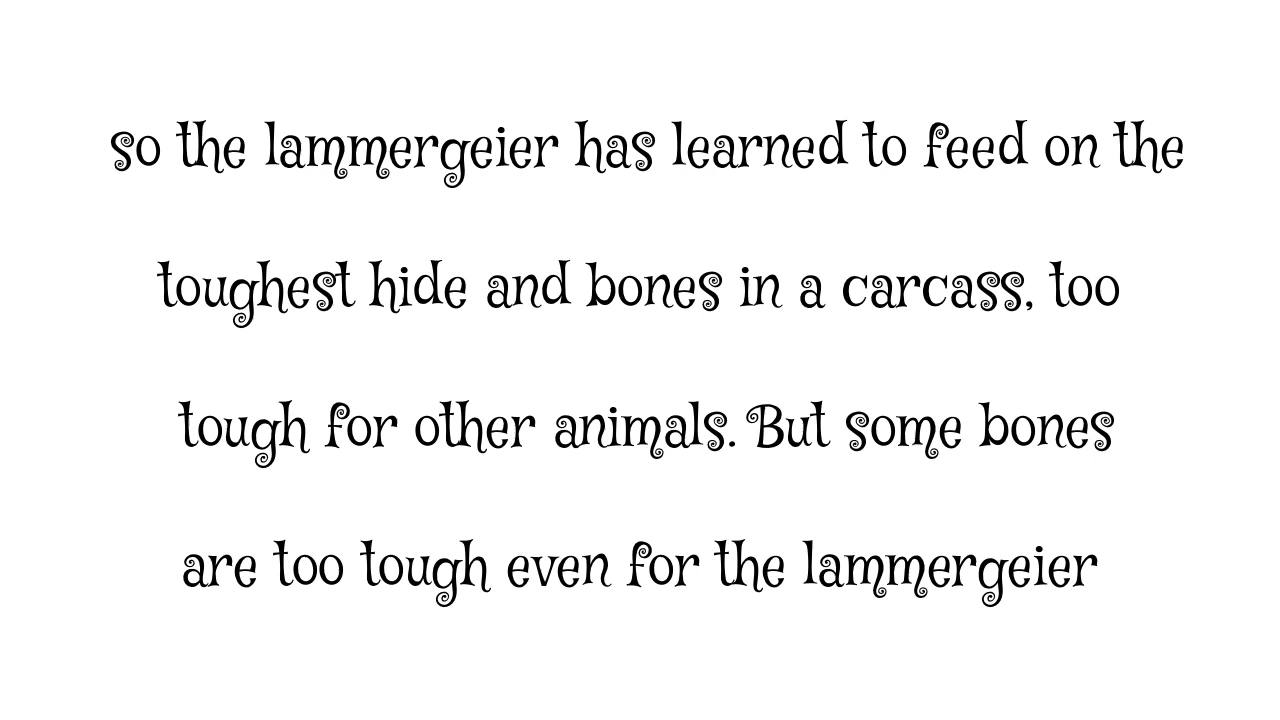 so the lammergeier has learned to feed on the
toughest hide and bones in a carcass, too
tough for other animals. But some bones
are too tough even for the lammergeier